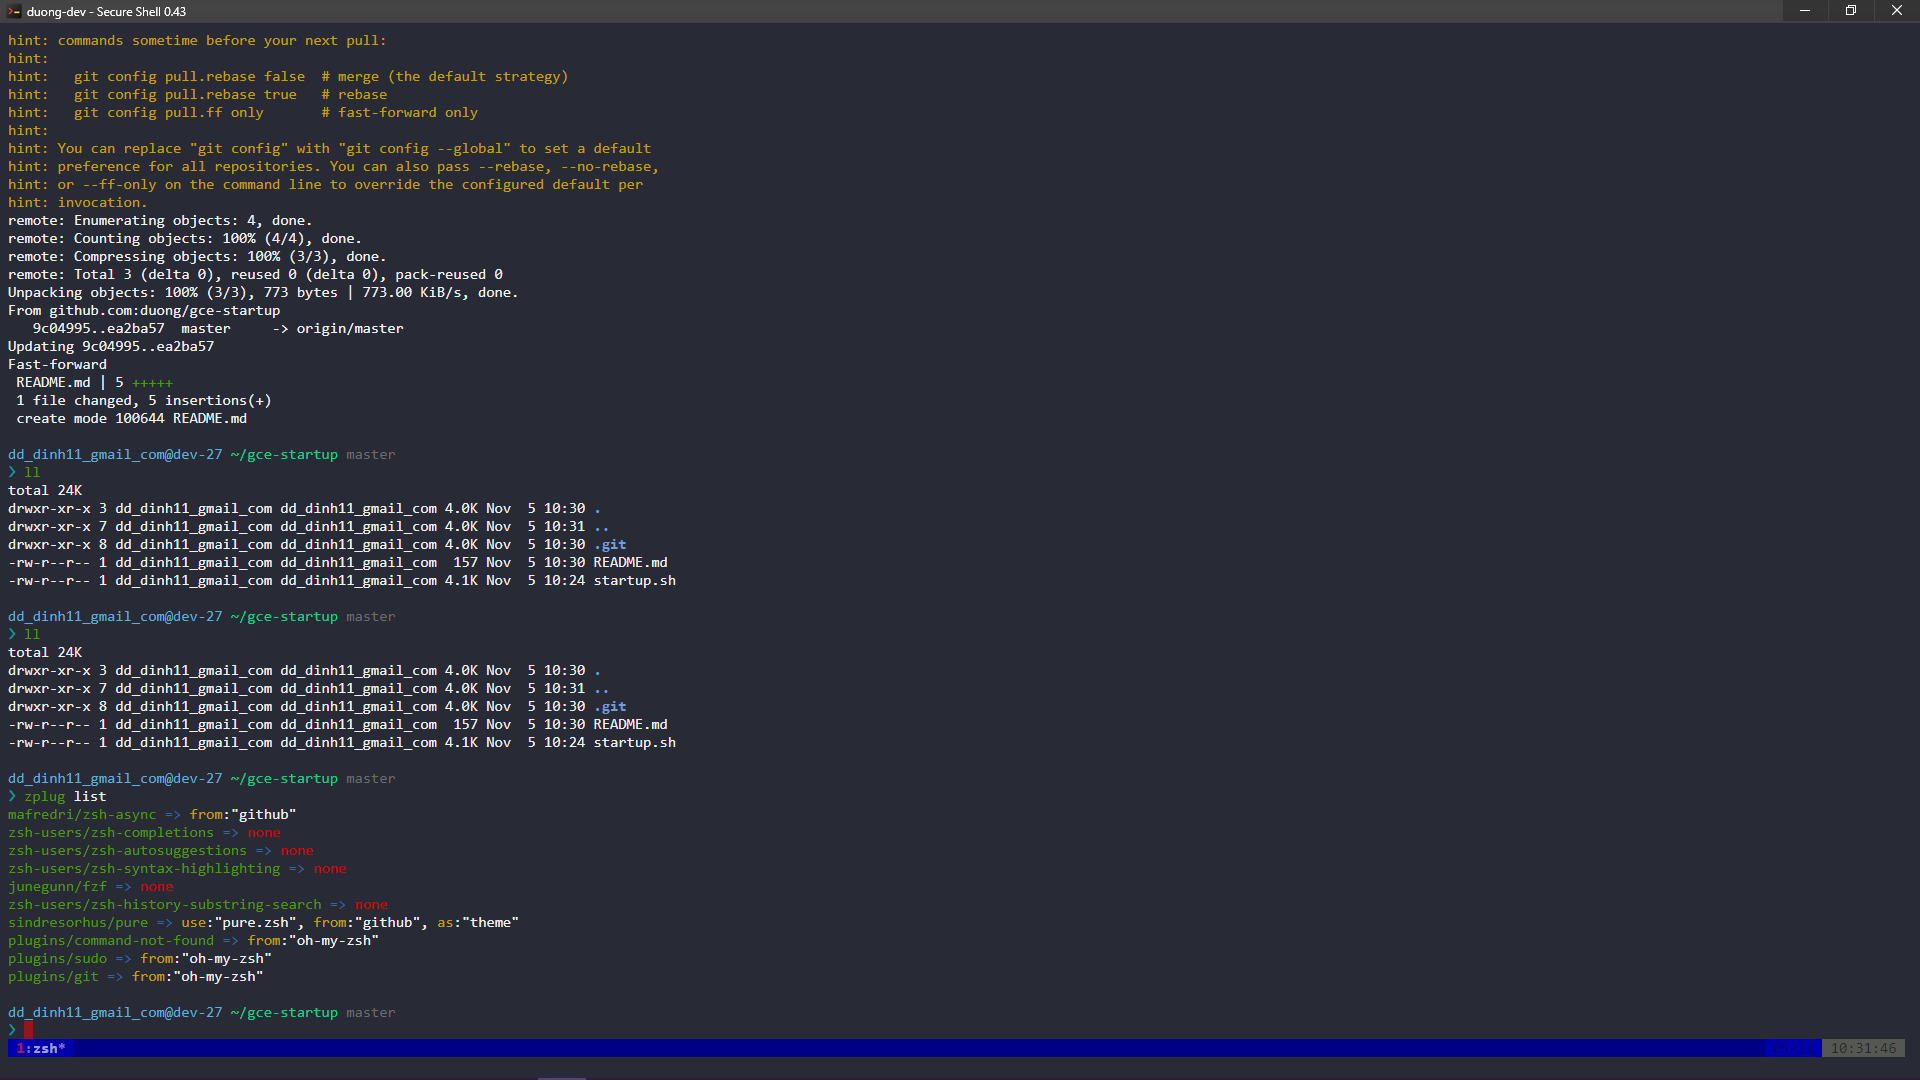 duong-dev - Secure Shell 0.43
hint: commands sometime before your next pull:
hint:
hint:   git config pull.rebase false  # merge (the default strategy)
hint:   git config pull.rebase true   # rebase
hint:   git config pull.ff only       # fast-forward only
hint:
hint: You can replace "git config" with "git config --global" to set a default
hint: preference for all repositories. You can also pass --rebase, --no-rebase,
hint: or --ff-only on the command line to override the configured default per
hint: invocation.
remote: Enumerating objects: 4, done.
remote: Counting objects: 100% (4/4), done.
remote: Compressing objects: 100% (3/3), done.
remote: Total 3 (delta 0), reused 0 (delta 0), pack-reused 0
Unpacking objects: 100% (3/3), 773 bytes | 773.00 KiB/s, done.
From github.com:duong/gce-startup
   9c04995..ea2ba57  master     -> origin/master
Updating 9c04995..ea2ba57
Fast-forward
 README.md | 5 +++++
 1 file changed, 5 insertions(+)
 create mode 100644 README.md
dd_dinh11_gmail_com@dev-27 ~/gce-startup master
❯ ll
total 24K
drwxr-xr-x 3 dd_dinh11_gmail_com dd_dinh11_gmail_com 4.0K Nov  5 10:30 .
drwxr-xr-x 7 dd_dinh11_gmail_com dd_dinh11_gmail_com 4.0K Nov  5 10:31 ..
drwxr-xr-x 8 dd_dinh11_gmail_com dd_dinh11_gmail_com 4.0K Nov  5 10:30 .git
-rw-r--r-- 1 dd_dinh11_gmail_com dd_dinh11_gmail_com  157 Nov  5 10:30 README.md
-rw-r--r-- 1 dd_dinh11_gmail_com dd_dinh11_gmail_com 4.1K Nov  5 10:24 startup.sh
dd_dinh11_gmail_com@dev-27 ~/gce-startup master
❯ ll
total 24K
drwxr-xr-x 3 dd_dinh11_gmail_com dd_dinh11_gmail_com 4.0K Nov  5 10:30 .
drwxr-xr-x 7 dd_dinh11_gmail_com dd_dinh11_gmail_com 4.0K Nov  5 10:31 ..
drwxr-xr-x 8 dd_dinh11_gmail_com dd_dinh11_gmail_com 4.0K Nov  5 10:30 .git
-rw-r--r-- 1 dd_dinh11_gmail_com dd_dinh11_gmail_com  157 Nov  5 10:30 README.md
-rw-r--r-- 1 dd_dinh11_gmail_com dd_dinh11_gmail_com 4.1K Nov  5 10:24 startup.sh
dd_dinh11_gmail_com@dev-27 ~/gce-startup master
❯ zplug list
mafredri/zsh-async => from:"github"
zsh-users/zsh-completions => none
zsh-users/zsh-autosuggestions => none
zsh-users/zsh-syntax-highlighting => none
junegunn/fzf => none
zsh-users/zsh-history-substring-search => none
sindresorhus/pure => use:"pure.zsh", from:"github", as:"theme"
plugins/command-not-found => from:"oh-my-zsh"
plugins/sudo => from:"oh-my-zsh"
plugins/git => from:"oh-my-zsh"
dd_dinh11_gmail_com@dev-27 ~/gce-startup master
❯
1:zsh* 10:31:46